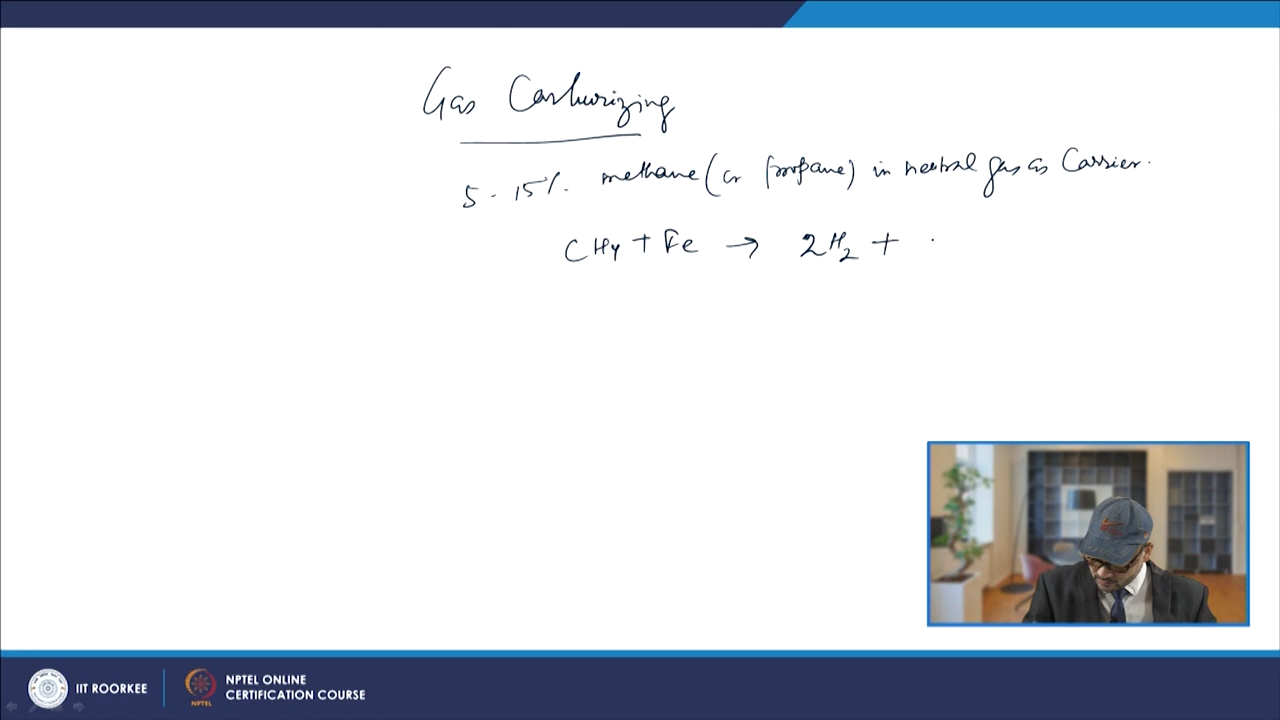 Gas Carburizing
5-15% methane (or propane) in neutral gas as Carrier.
CH4 + Fe → 2H2 +
IIT ROORKEE
NPTEL ONLINE
CERTIFICATION COURSE
NPTEL